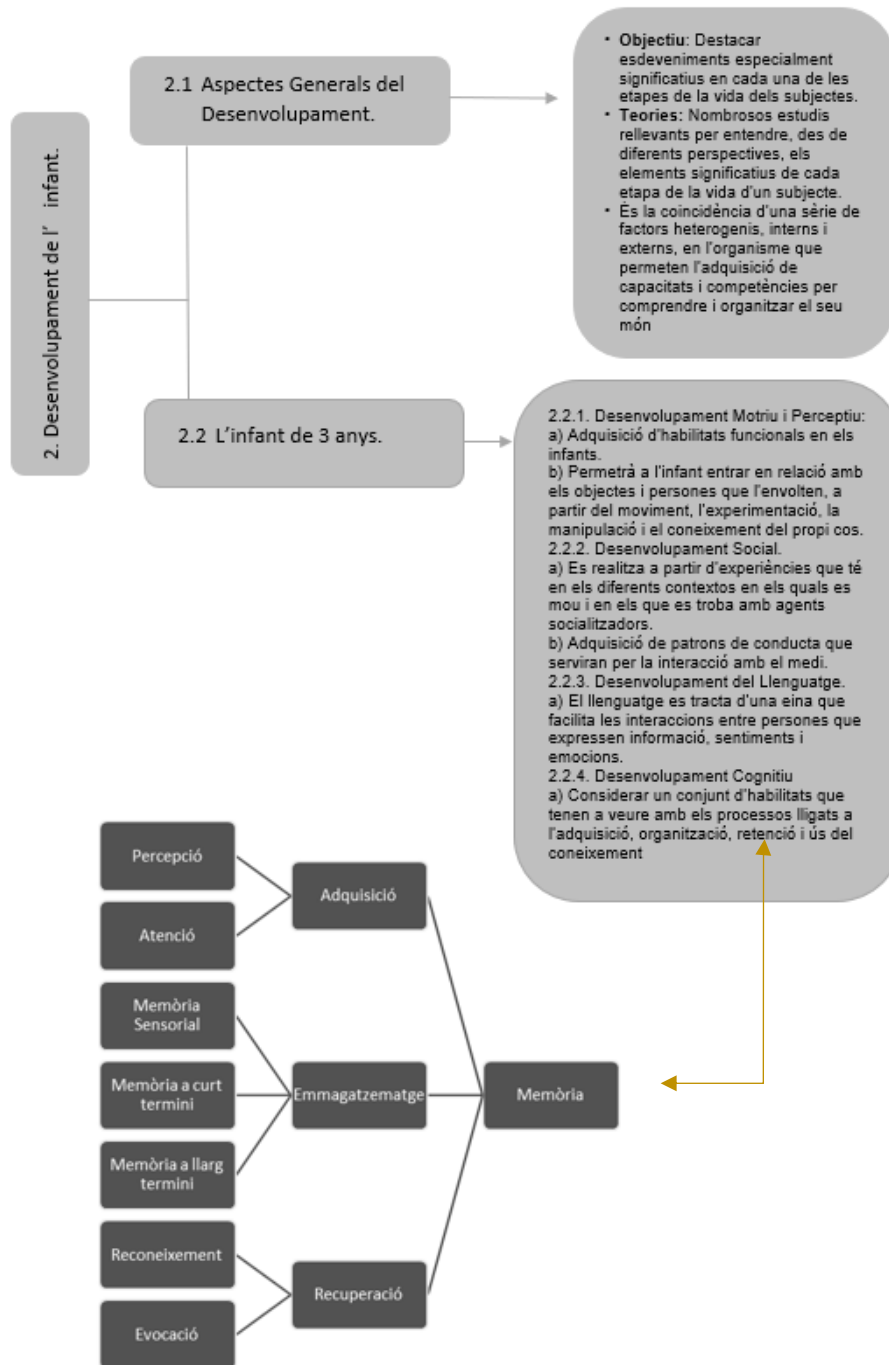 2. Desenvolupament de l’ infant.
2.1 Aspectes Generals del
Desenvolupament.
• Objectiu: Destacar
esdeveniments especialment
significatius en cada una de les
etapes de la vida dels subjectes.
• Teories: Nombrosos estudis
rellevants per entendre, des de
diferents perspectives, els
elements significatius de cada
etapa de la vida d’un subjecte.
• És la coincidència d’una sèrie de
factors heterogenis, interns i
externs, en l’organisme que
permeten l’adquisició de
capacitats i competències per
comprendre i organitzar el seu
món
2.2 L’infant de 3 anys.
2.2.1. Desenvolupament Motriu i Perceptiu:
a) Adquisició d’habilitats funcionals en els
infants.
b) Permetrà a l’infant entrar en relació amb
els objectes i persones que l’envolten, a
partir del moviment, l’experimentació, la
manipulació i el coneixement del propi cos.
2.2.2. Desenvolupament Social.
a) Es realitza a partir d’experiències que té
en els diferents contextos en els quals es
mou i en els que es troba amb agents
socialitzadors.
b) Adquisició de patrons de conducta que
serviran per la interacció amb el medi.
2.2.3. Desenvolupament del Llenguatge.
a) El llenguatge es tracta d’una eina que
facilita les interaccions entre persones que
expressen informació, sentiments i
emocions.
2.2.4. Desenvolupament Cognitiu
a) Considerar un conjunt d’habilitats que
tenen a veure amb els processos lligats a
l’adquisició, organització, retenció i ús del
coneixement
Percepció
Atenció
Adquisició
Memòria
Sensorial
Memòria a curt
termini
Memòria a llarg
termini
Emmagatzematge
Memòria
Reconeixement
Evocació
Recuperació